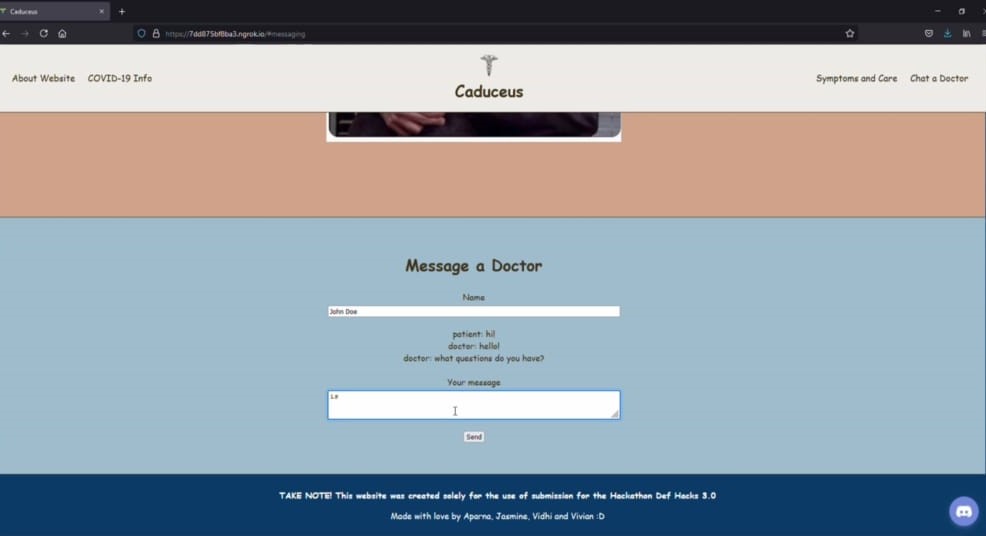 Caduceus
https://7dd875bf8ba3.ngrok.io/#messaging
About Website COVID-19 Info
Caduceus
Symptoms and Care Chat a Doctor
Message a Doctor
Name
John Doe
patient: hi!
doctor: hello!
doctor: what questions do you have?
Your message
Send
TAKE NOTE! This website was created solely for the use of submission for the Hackathon Def Hacks 3.0
Made with love by Aparna, Jasmine, Vidhi and Vivian :D